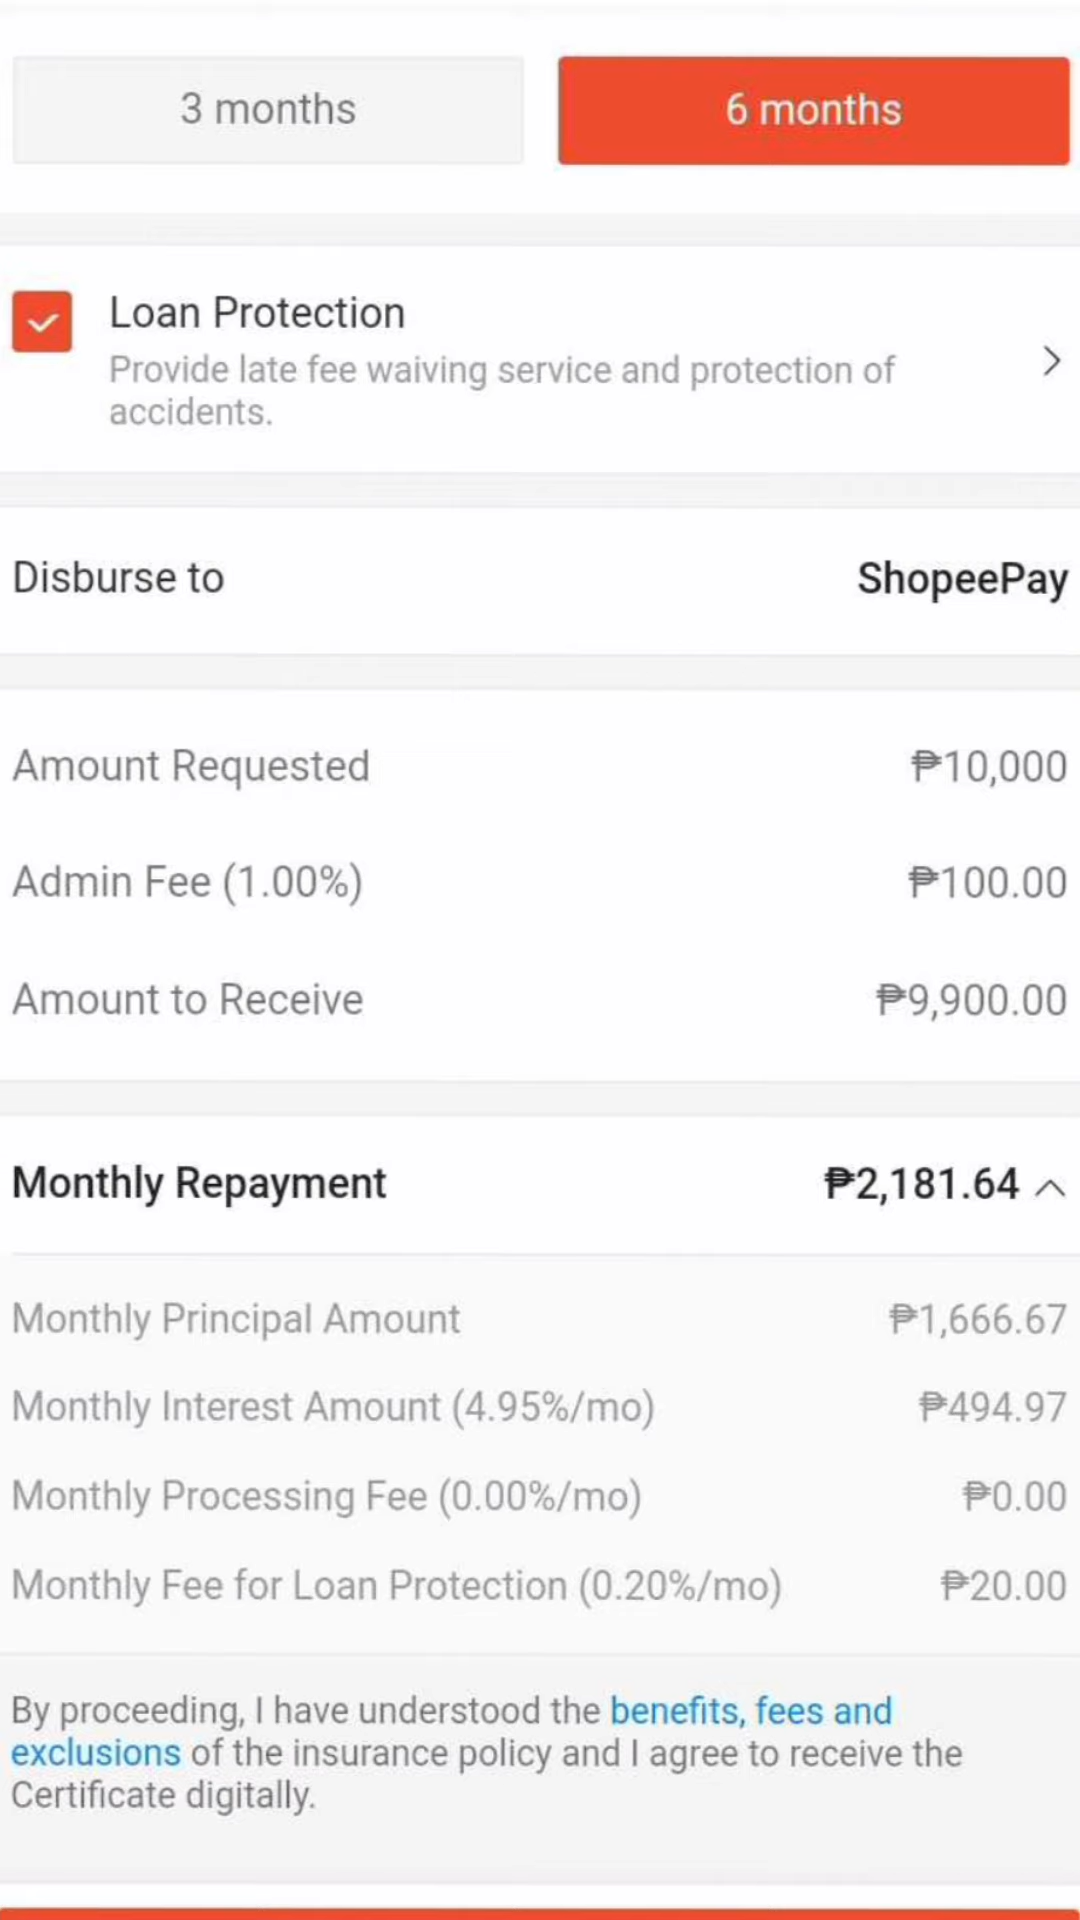 3 months
6 months
Loan Protection
Provide late fee waiving service and protection of
accidents.
Disburse to
ShopeePay
Amount Requested
₱10,000
Admin Fee (1.00%)
₱100.00
Amount to Receive
₱9,900.00
Monthly Repayment
₱2,181.64
Monthly Principal Amount
₱1,666.67
Monthly Interest Amount (4.95%/mo)
₱494.97
Monthly Processing Fee (0.00%/mo)
₱0.00
Monthly Fee for Loan Protection (0.20%/mo)
₱20.00
By proceeding, I have understood the benefits, fees and
exclusions of the insurance policy and I agree to receive the
Certificate digitally.